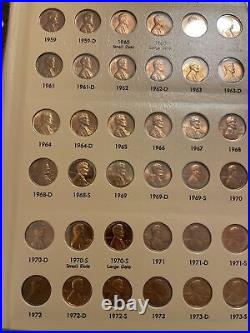 1959 1959-D 1960 Small Date 1960 Large Date
1961 1961-D 1962 1962-D 1963 1963-D
1964 1964-D 1965 1966 1967 1968
1968-D 1968-S 1969 1969-D 1969-S 1970
1970-D 1970-S Small Date 1970-S Large Date 1971 1971-D 1971-S
1972 1972-D 1972-S 1973 1973-D 1973-S